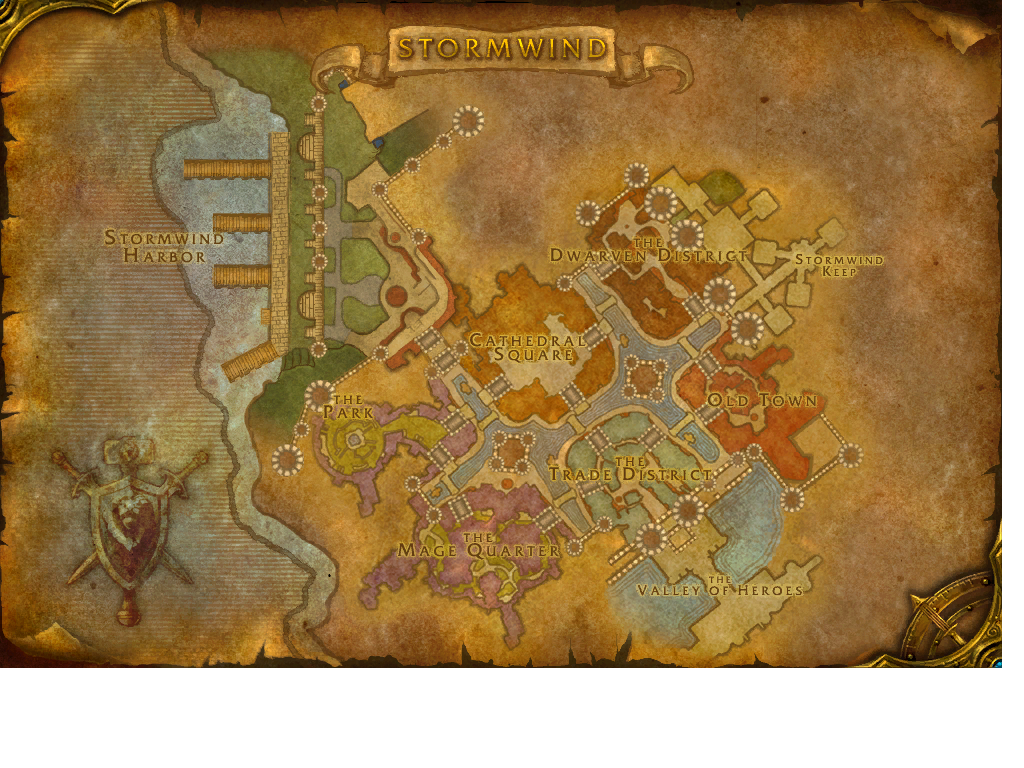 STORMWIND
STORMWIND
HARBOR
THE
DWARVEN DISTRICT
STORMWIND
KEEP
CATHEDRAL
SQUARE
THE
PARK
OLD TOWN
THE
TRADE DISTRICT
THE
MAGE QUARTER
THE
VALLEY OF HEROES